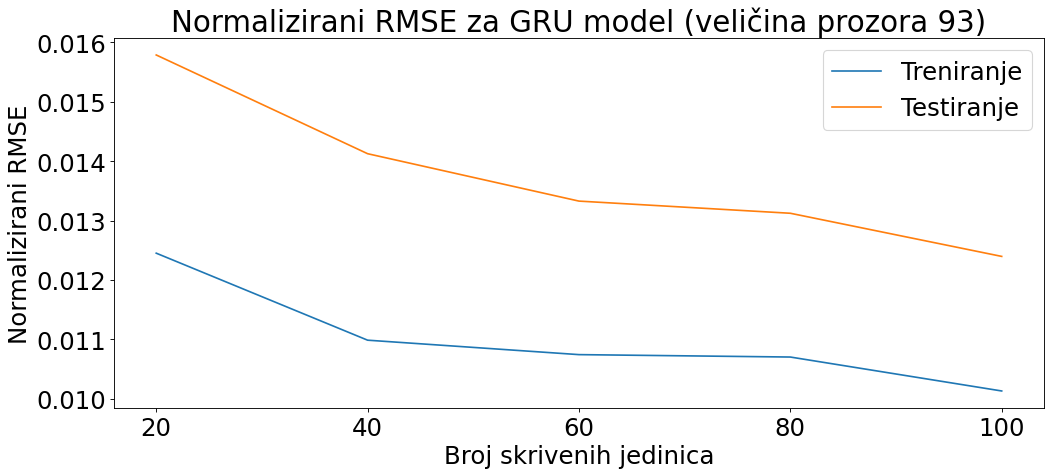 Normalizirani RMSE za GRU model (veličina prozora 93)
Treniranje
Testiranje
Normalizirani RMSE
0.016
0.015
0.014
0.013
0.012
0.011
0.010
20 40 60 80 100
Broj skrivenih jedinica